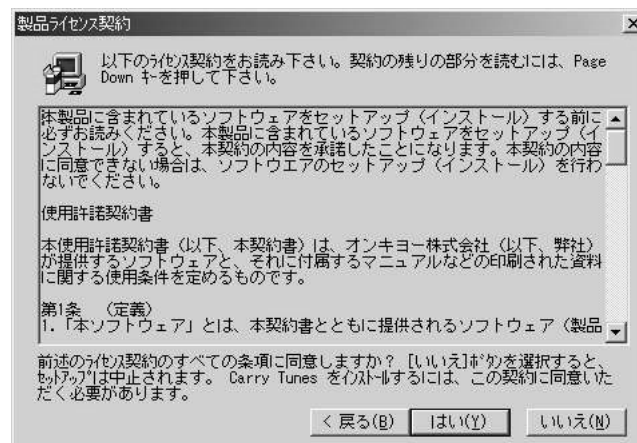 製品ライセンス契約
以下のライセンス契約をお読み下さい。契約の残りの部分を読むには、Page
Down キーを押して下さい。
本製品に含まれているソフトウェアをセットアップ（インストール）する前に
必ずお読みください。本製品に含まれているソフトウェアをセットアップ（イ
ンストール）すると、本契約の内容を承諾したことになります。本契約の内容
に同意できない場合は、ソフトウエアのセットアップ（インストール）を行わ
ないでください。
使用許諾契約書
本使用許諾契約書（以下、本契約書）は、オンキヨー株式会社（以下、弊社）
が提供するソフトウェアと、それに付属するマニュアルなどの印刷された資料
に関する使用条件を定めるものです。
第1条　（定義）
1.「本ソフトウェア」とは、本契約書とともに提供されるソフトウェア（製品
前述のライセンス契約のすべての条項に同意しますか？［いいえ]ボタンを選択すると、
セットアップは中止されます。 Carry Tunes をインストールするには、この契約に同意いた
だく必要があります。
< 戻る(B)
はい(Y)
いいえ(N)